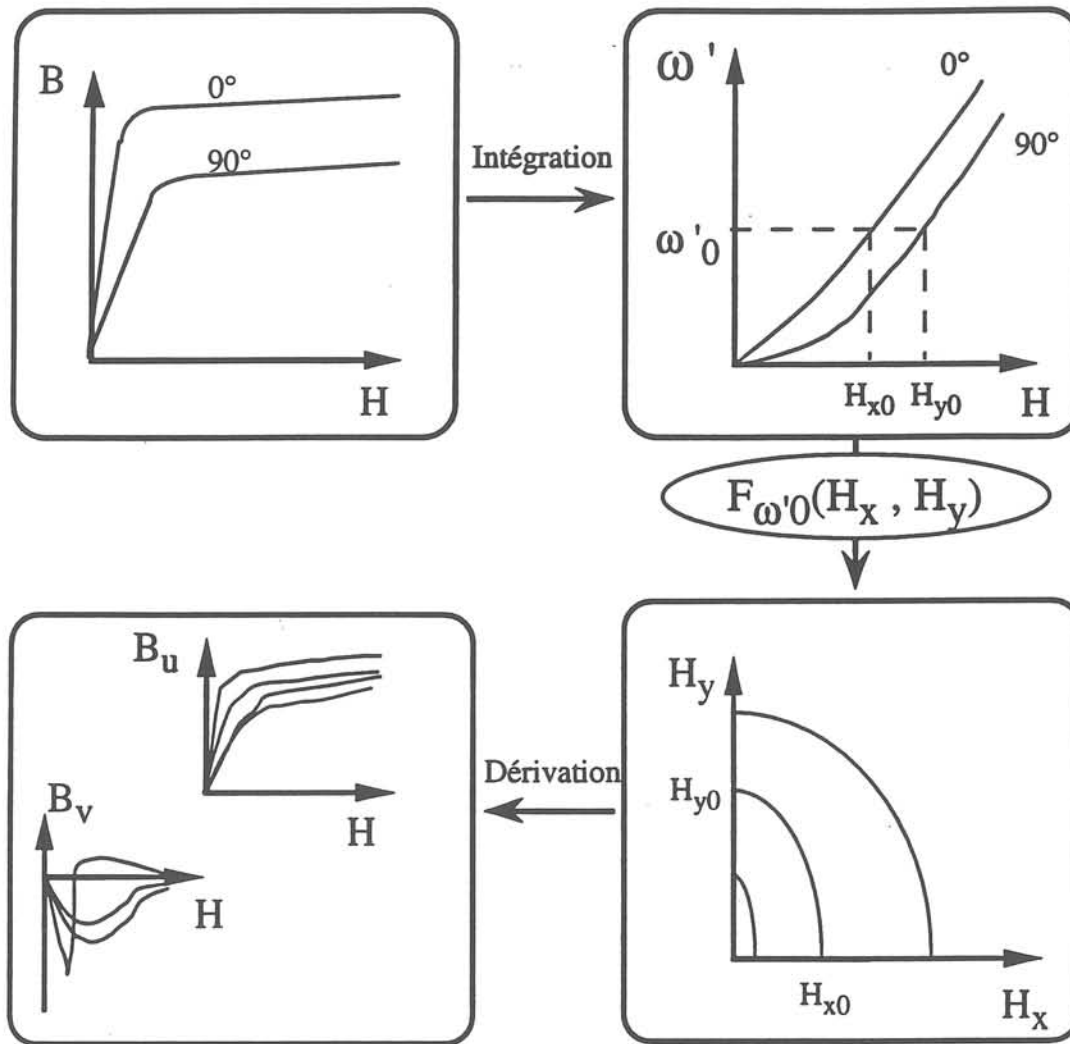 B
0°
90°
H
Intégration
ω'
0°
90°
ω'0
Hx0
Hy0
H
Fω'0(Hx , Hy)
Bu
H
Bv
H
Dérivation
Hy
Hy0
Hx0
Hx